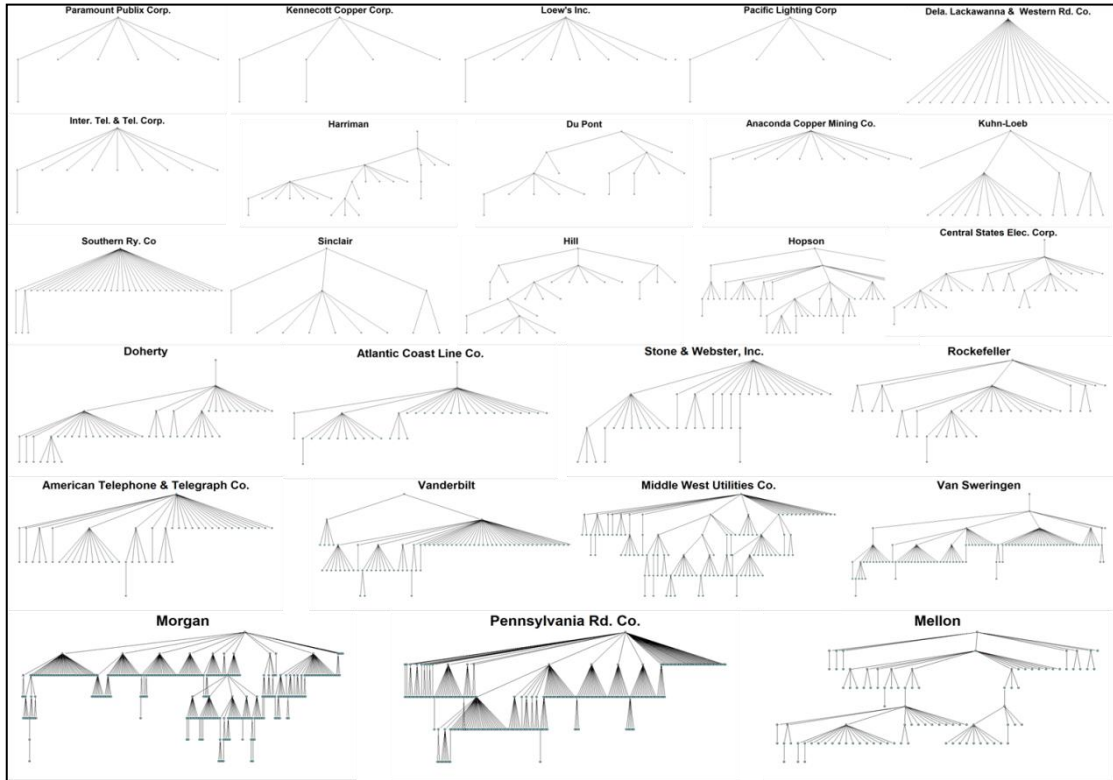 Paramount Publix Corp.
Kennecott Copper Corp.
Loew's Inc.
Pacific Lighting Corp
Dela. Lackawanna & Western Rd. Co.
Inter. Tel. & Tel. Corp.
Harriman
Du Pont
Anaconda Copper Mining Co.
Kuhn-Loeb
Southern Ry. Co
Sinclair
Hill
Hopson
Central States Elec. Corp.
Doherty
Atlantic Coast Line Co.
Stone & Webster, Inc.
Rockefeller
American Telephone & Telegraph Co.
Vanderbilt
Middle West Utilities Co.
Van Sweringen
Morgan
Pennsylvania Rd. Co.
Mellon